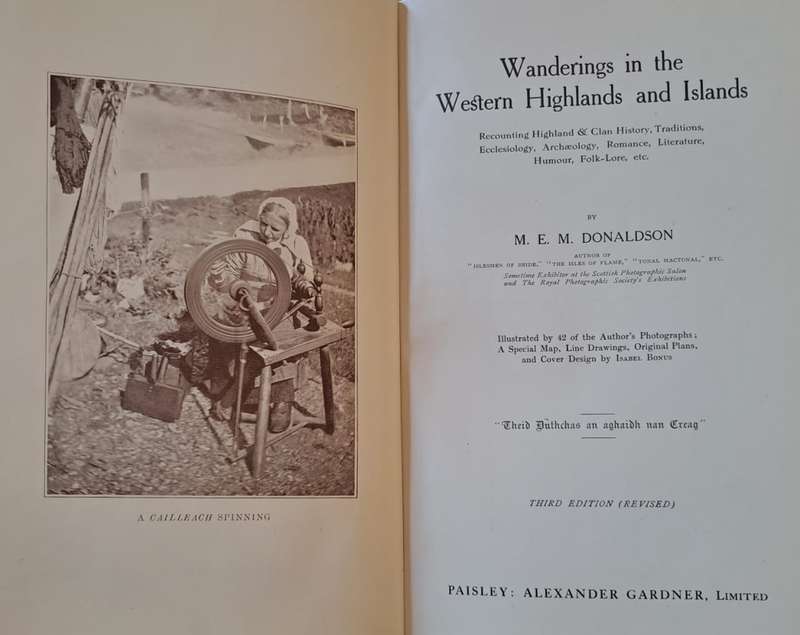 A CAILLEACH SPINNING
Wanderings in the
Western Highlands and Islands
Recounting Highland & Clan History, Traditions,
Ecclesiology, Archæology, Romance, Literature,
Humour, Folk-Lore, etc.
BY
M. E. M. DONALDSON
AUTHOR OF
"ISLESMEN OF BRIDE," "THE ISLES OF FLAME," "TONAL MACTONAL," ETC.
Sometime Exhibitor at the Scottish Photographic Salon
and The Royal Photographic Society's Exhibitions
Illustrated by 42 of the Author's Photographs;
A Special Map, Line Drawings, Original Plans,
and Cover Design by ISABEL BONUS
"Theid Dùthchas an aghaidh nan Creag"
THIRD EDITION (REVISED)
PAISLEY: ALEXANDER GARDNER, LIMITED